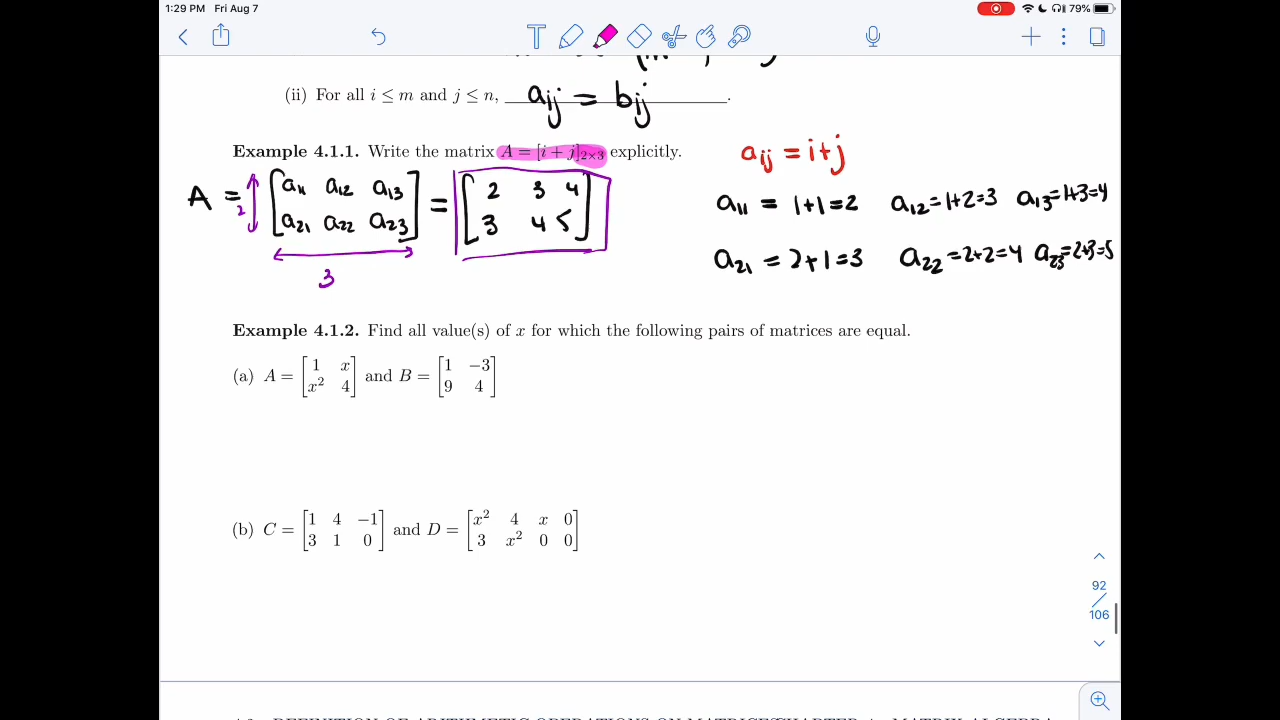 1:29 PM Fri Aug 7 79%
(ii) For all i ≤ m and j ≤ n, aij = bij.
Example 4.1.1. Write the matrix A = [i + j]2×3 explicitly.
aij = i+j
A = [a11 a12 a13
a21 a22 a23] = [2 3 4
3 4 5]
2
3
a11 = 1+1=2 a12=1+2=3 a13=1+3=4
a21 = 2+1=3 a22=2+2=4 a23=2+3=5
Example 4.1.2. Find all value(s) of x for which the following pairs of matrices are equal.
(a) A = [1 x
x² 4] and B = [1 −3
9 4]
(b) C = [1 4 −1
3 1 0] and D = [x² 4 x 0
3 x² 0 0]
92
106